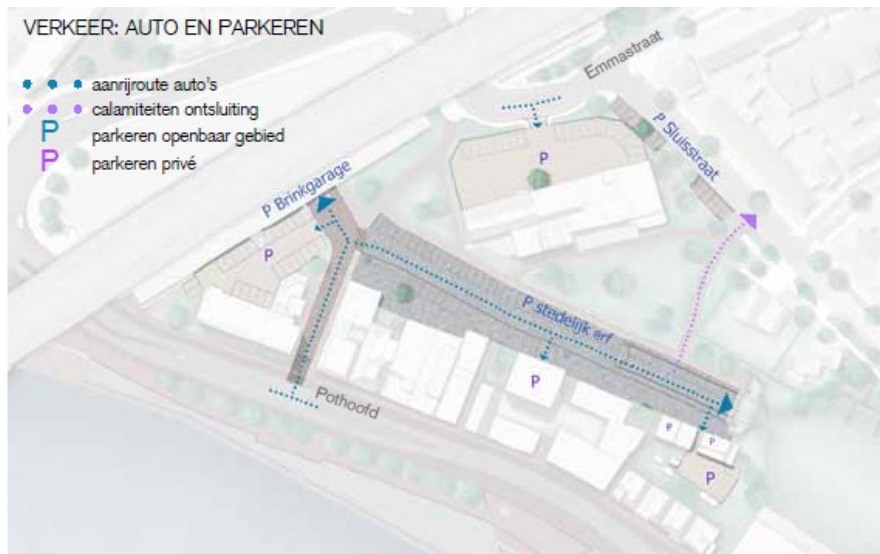 VERKEER: AUTO EN PARKEREN
aanrijroute auto's
calamiteiten ontsluiting
P parkeren openbaar gebied
P parkeren privé
Emmastraat
P Sluisstraat
P
P Brinkgarage
P
P stedelijk erf
P
Pothoofd
P
P
P